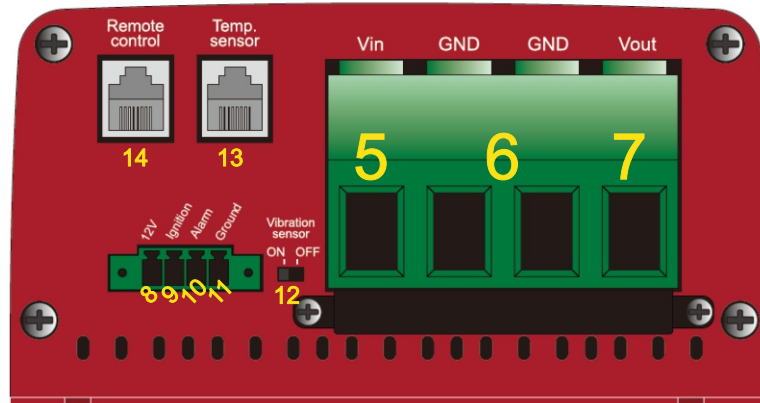 Remote
control
Temp.
sensor
Vin
GND
GND
Vout
14
13
5
6
7
12V
Ignition
Alarm
Ground
Vibration
sensor
ON OFF
8
9
10
11
12